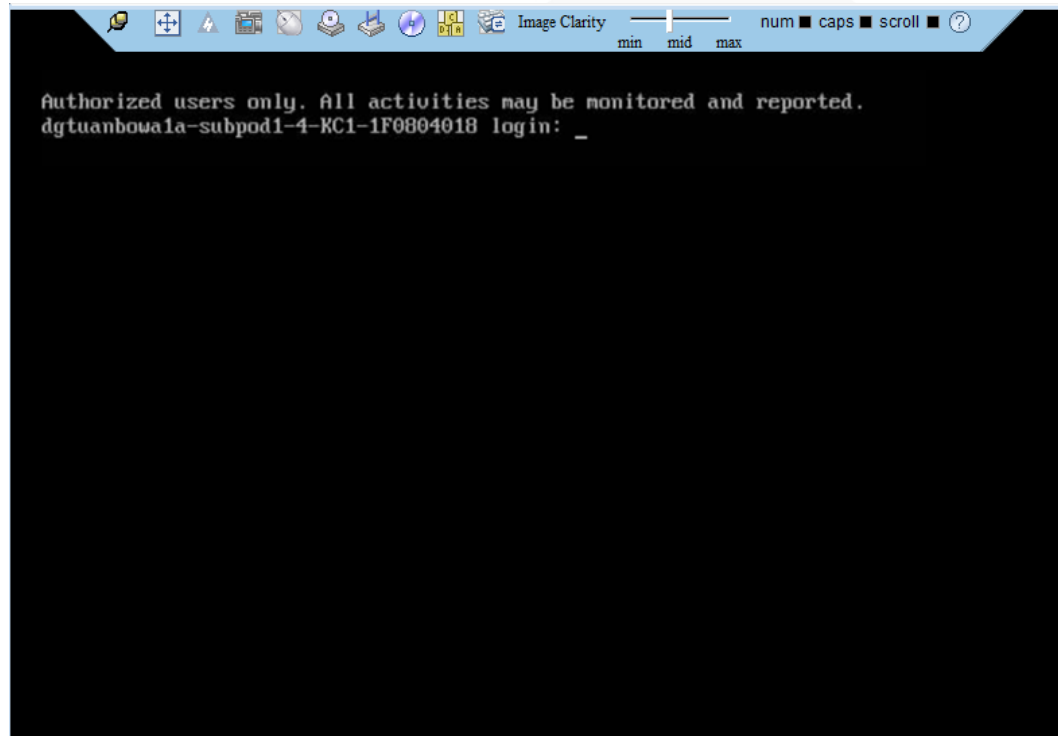 Image Clarity
min mid max
num caps scroll ?
Authorized users only. All activities may be monitored and reported.
dgtuanbowa1a-subpod1-4-KC1-1F0804018 login: _